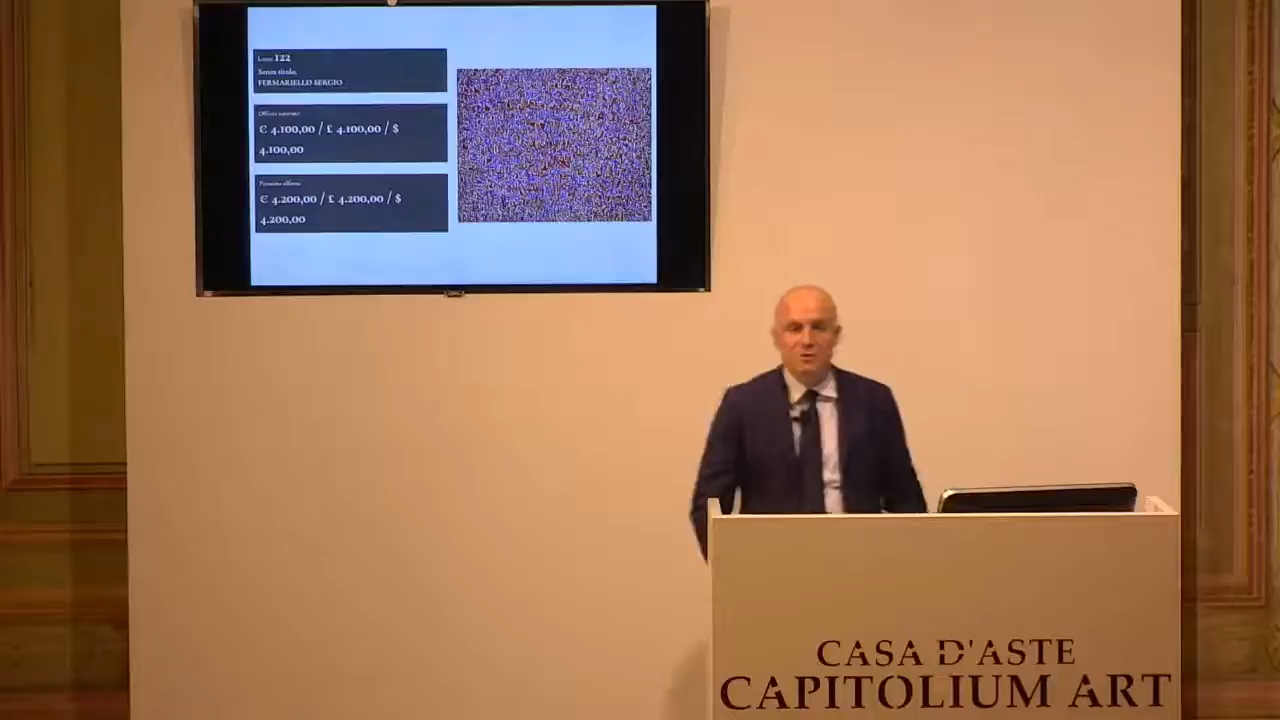 Lotto 122
Senza titolo,
FERMARIELLO SERGIO
Offerta corrente:
€ 4.100,00 / £ 4.100,00 / $
4.100,00
Prossima offerta:
€ 4.200,00 / £ 4.200,00 / $
4.200,00
CASA D'ASTE
CAPITOLIUM ART